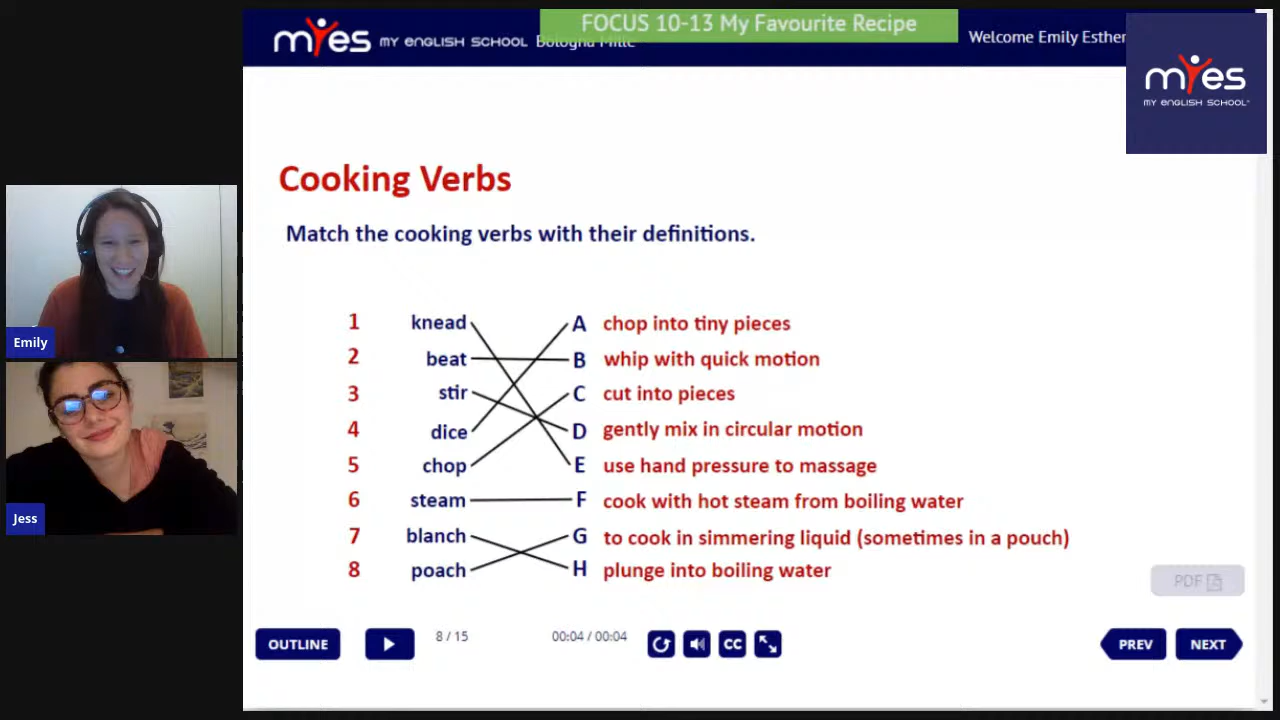 FOCUS 10-13 My Favourite Recipe
myes MY ENGLISH SCHOOL Bologna Mille
Welcome Emily Esther
myes
MY ENGLISH SCHOOL
Cooking Verbs
Match the cooking verbs with their definitions.
1 knead A chop into tiny pieces
2 beat B whip with quick motion
3 stir C cut into pieces
4 dice D gently mix in circular motion
5 chop E use hand pressure to massage
6 steam F cook with hot steam from boiling water
7 blanch G to cook in simmering liquid (sometimes in a pouch)
8 poach H plunge into boiling water
Emily
Jess
PDF
OUTLINE 8 / 15 00:04 / 00:04 CC PREV NEXT